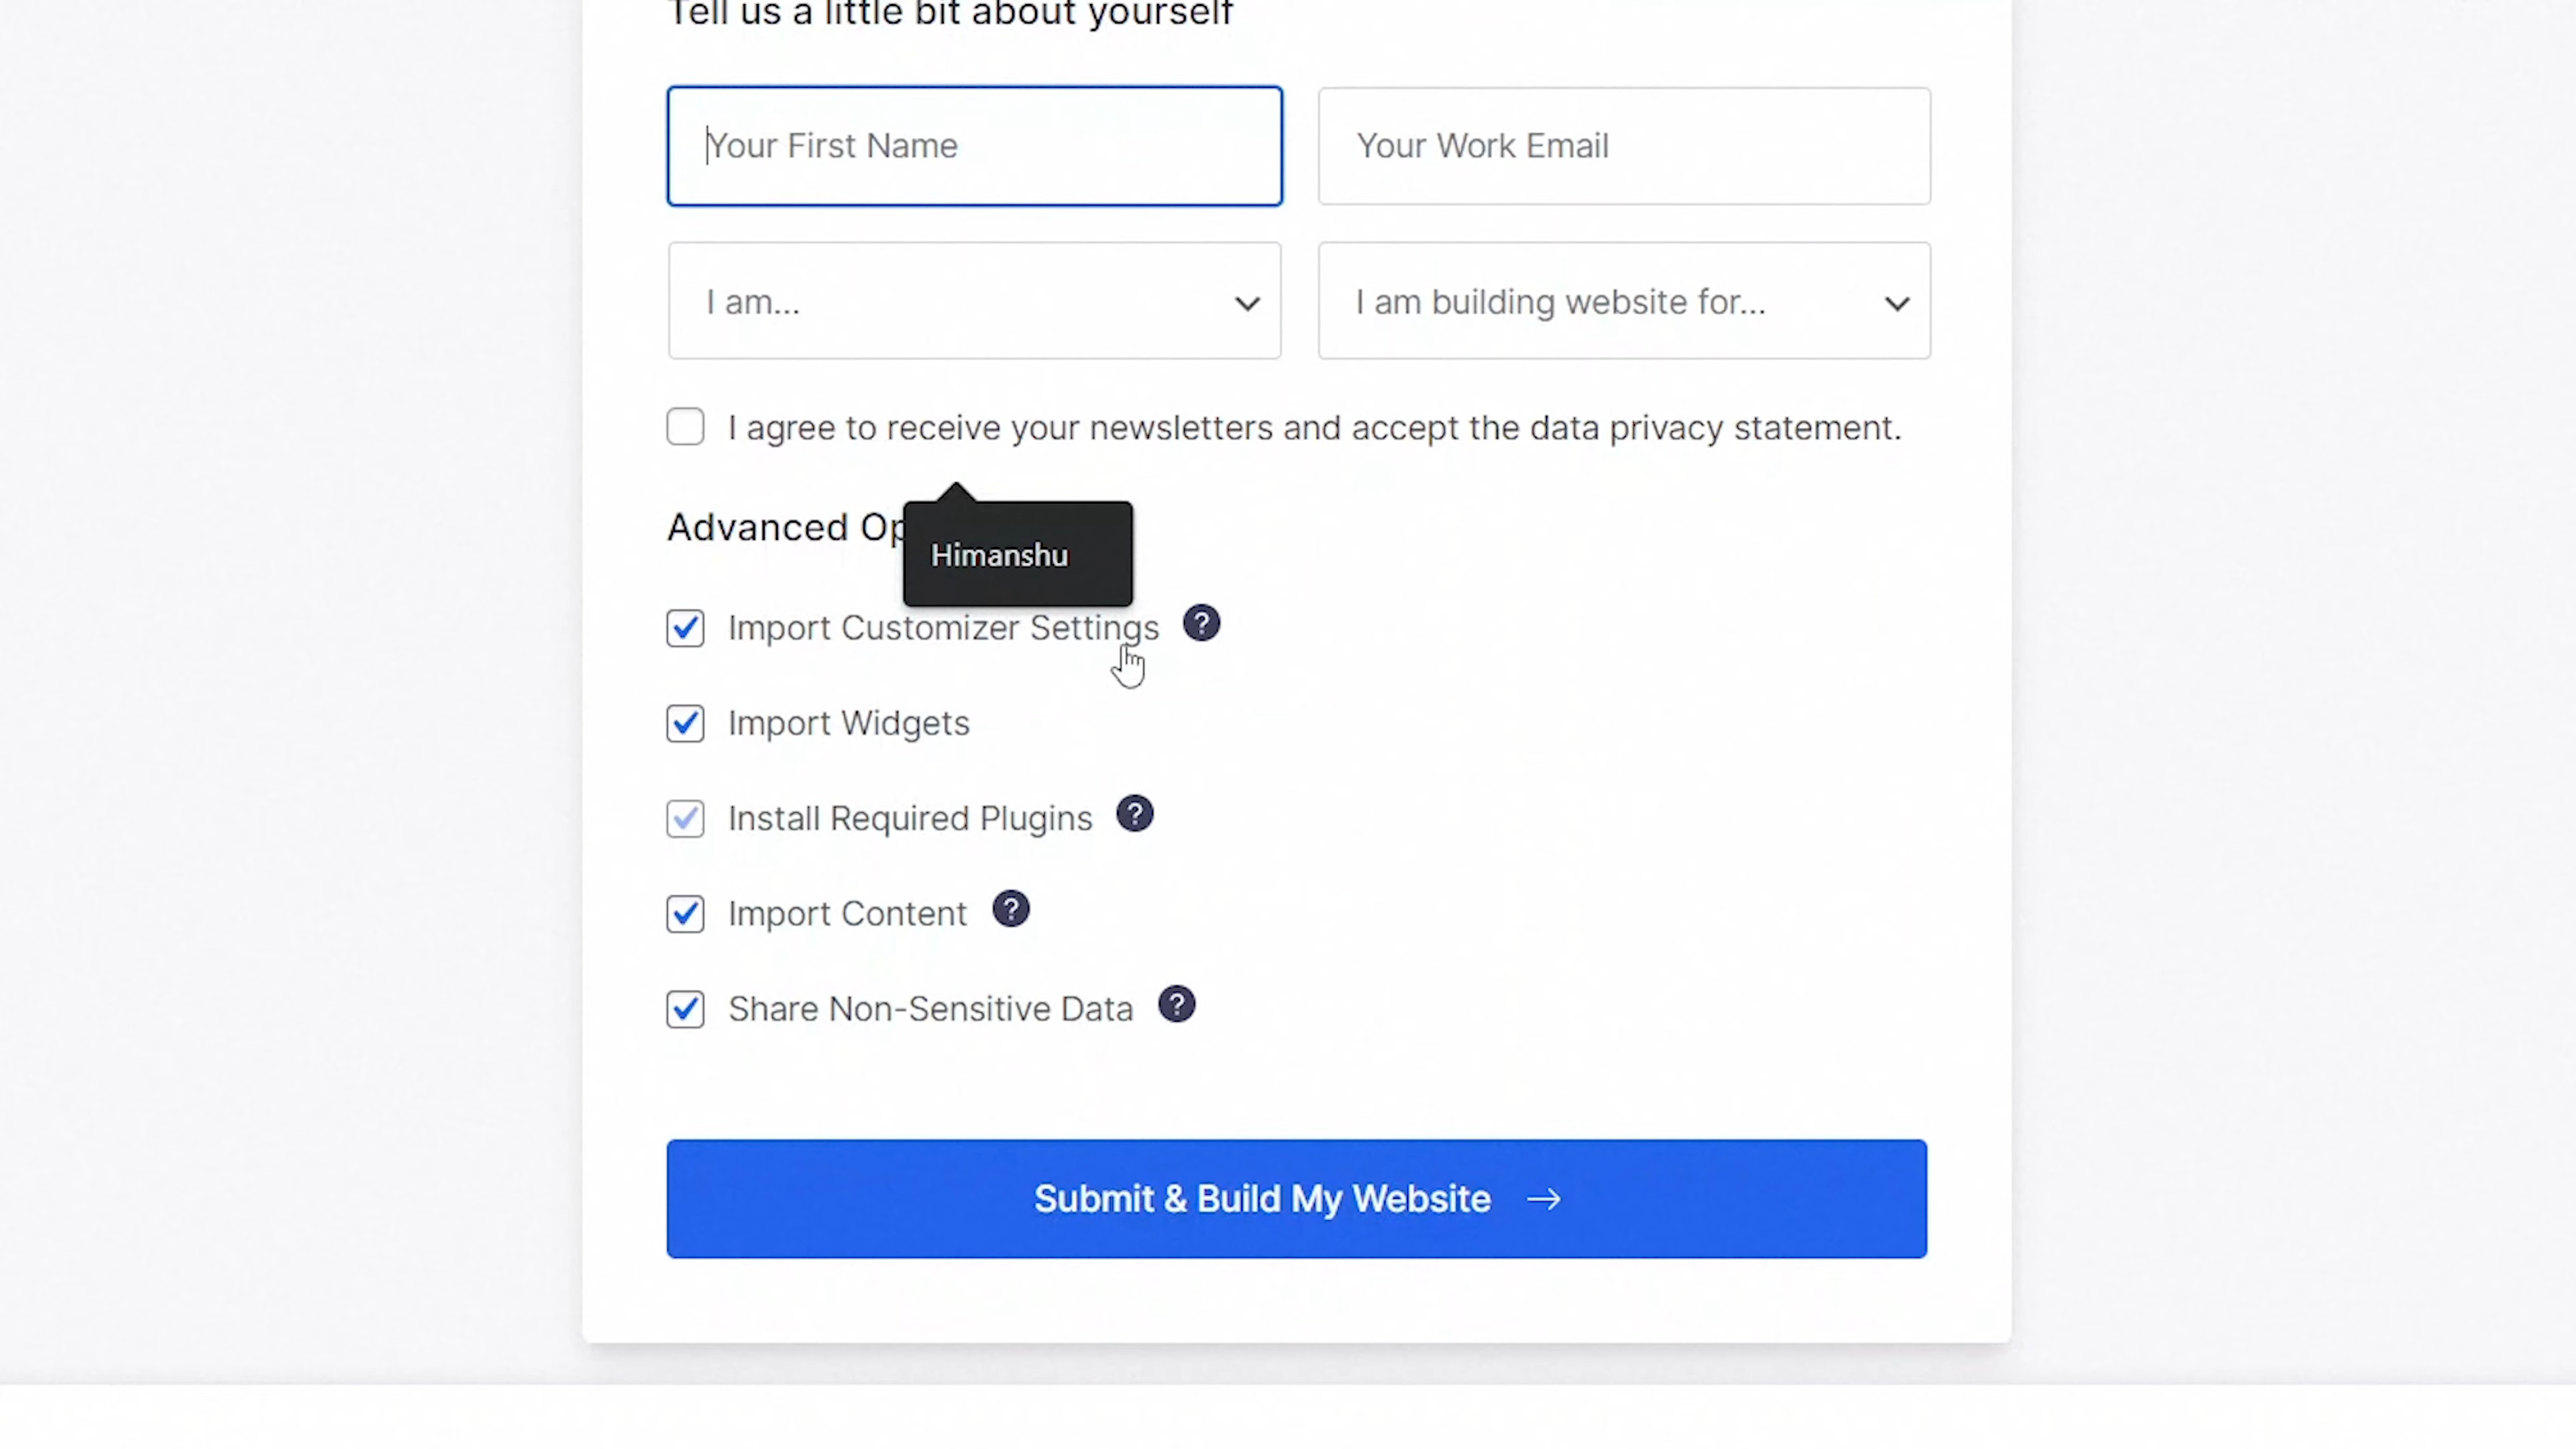 Tell us a little bit about yourself
Your First Name
Your Work Email
I am...
I am building website for...
I agree to receive your newsletters and accept the data privacy statement.
Advanced Op
Himanshu
Import Customizer Settings ?
Import Widgets
Install Required Plugins ?
Import Content ?
Share Non-Sensitive Data ?
Submit & Build My Website →